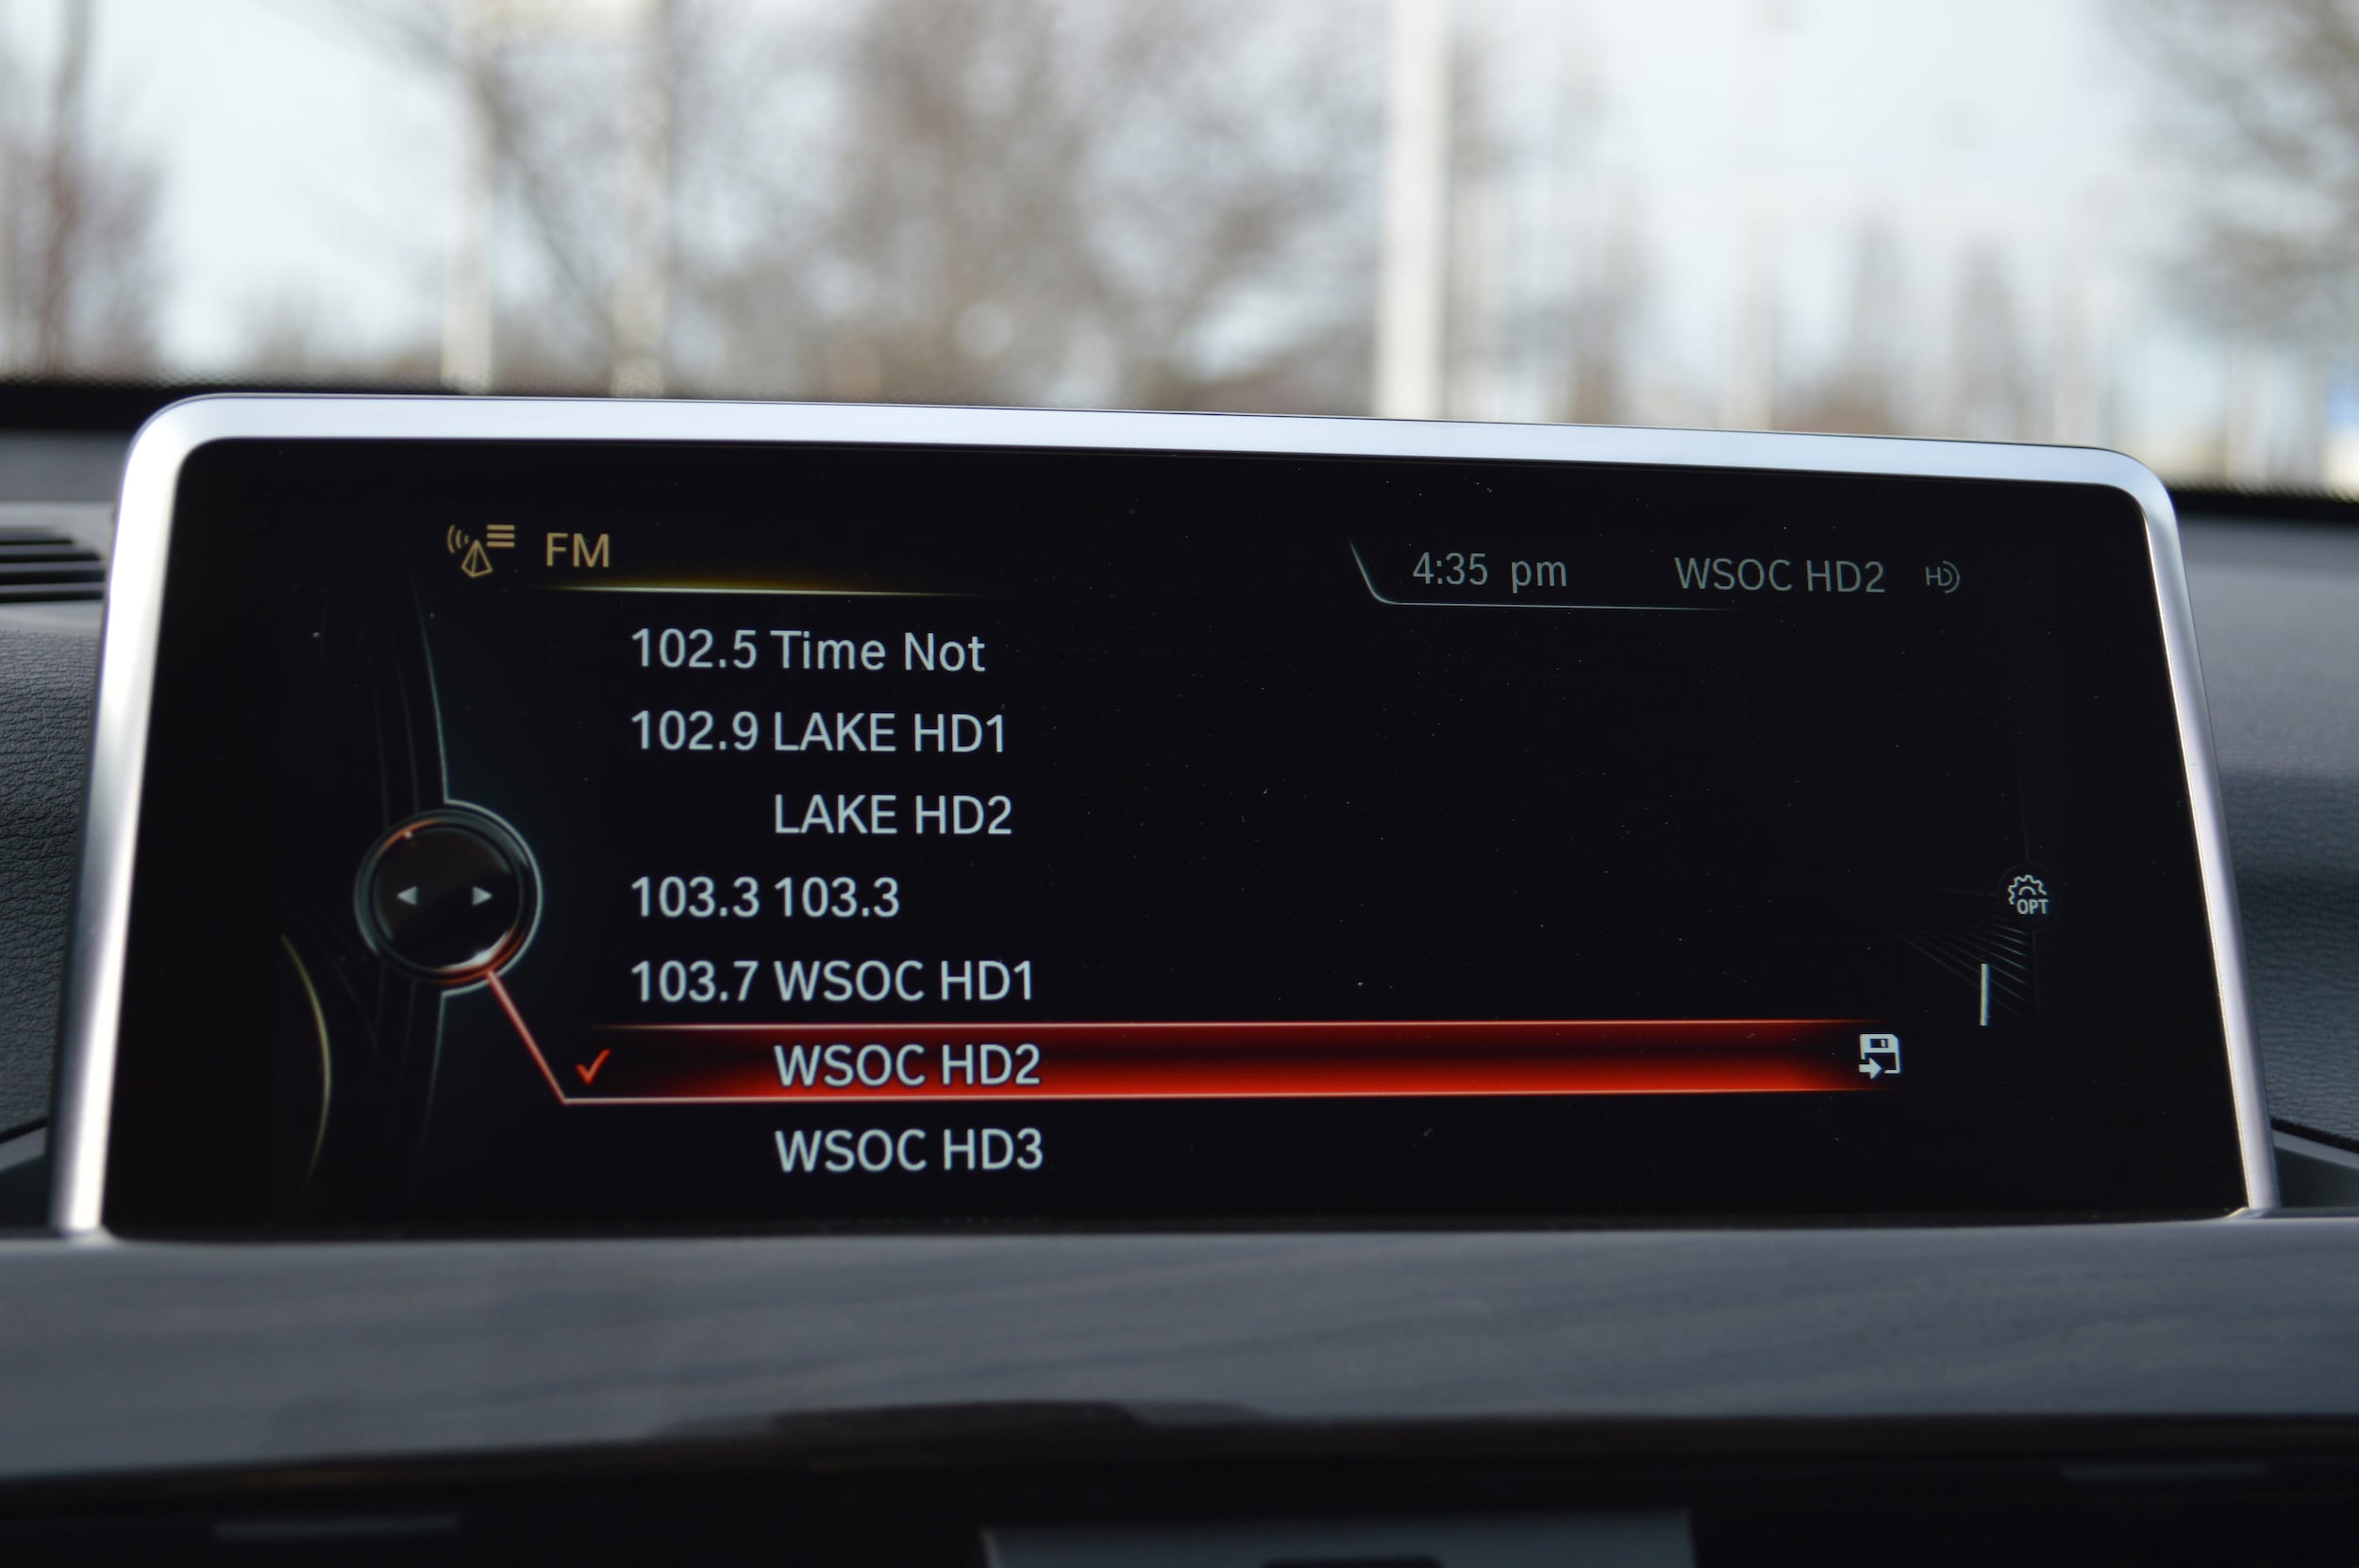 FM
4:35 pm WSOC HD2 HD
102.5 Time Not
102.9 LAKE HD1
LAKE HD2
103.3 103.3
103.7 WSOC HD1
WSOC HD2
WSOC HD3
OPT